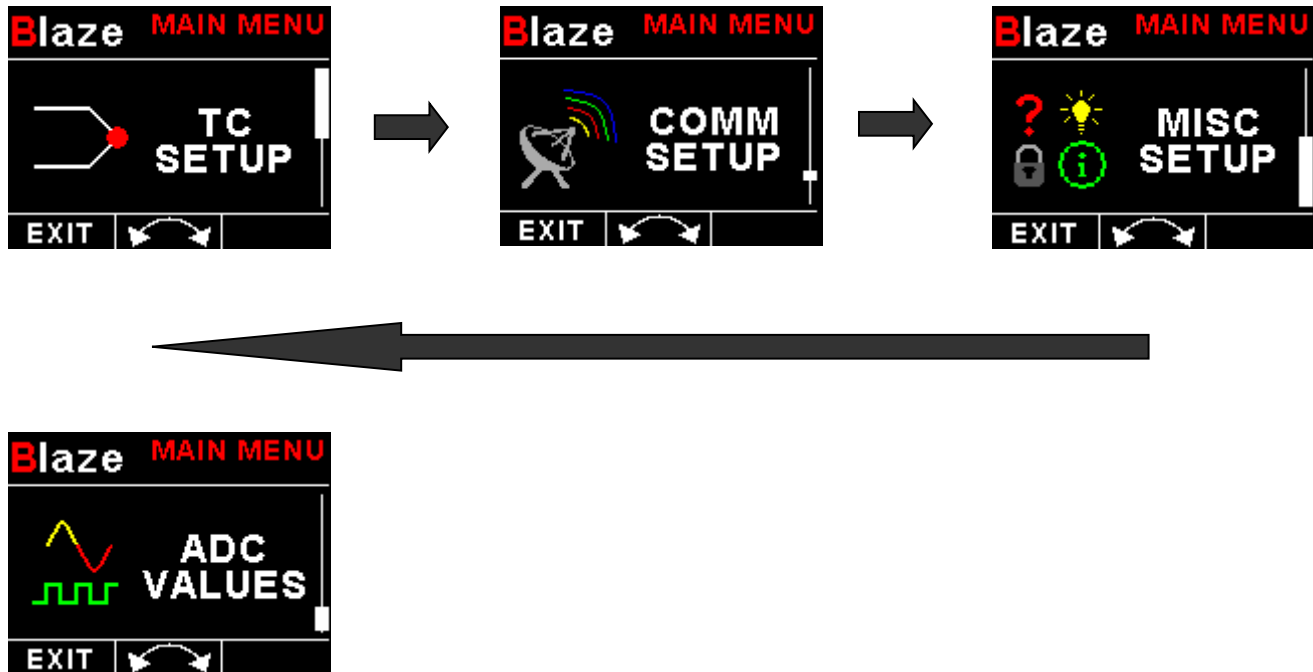 Blaze MAIN MENU
TC
SETUP
EXIT
Blaze MAIN MENU
COMM
SETUP
EXIT
Blaze MAIN MENU
? i
MISC
SETUP
EXIT
Blaze MAIN MENU
ADC
VALUES
EXIT